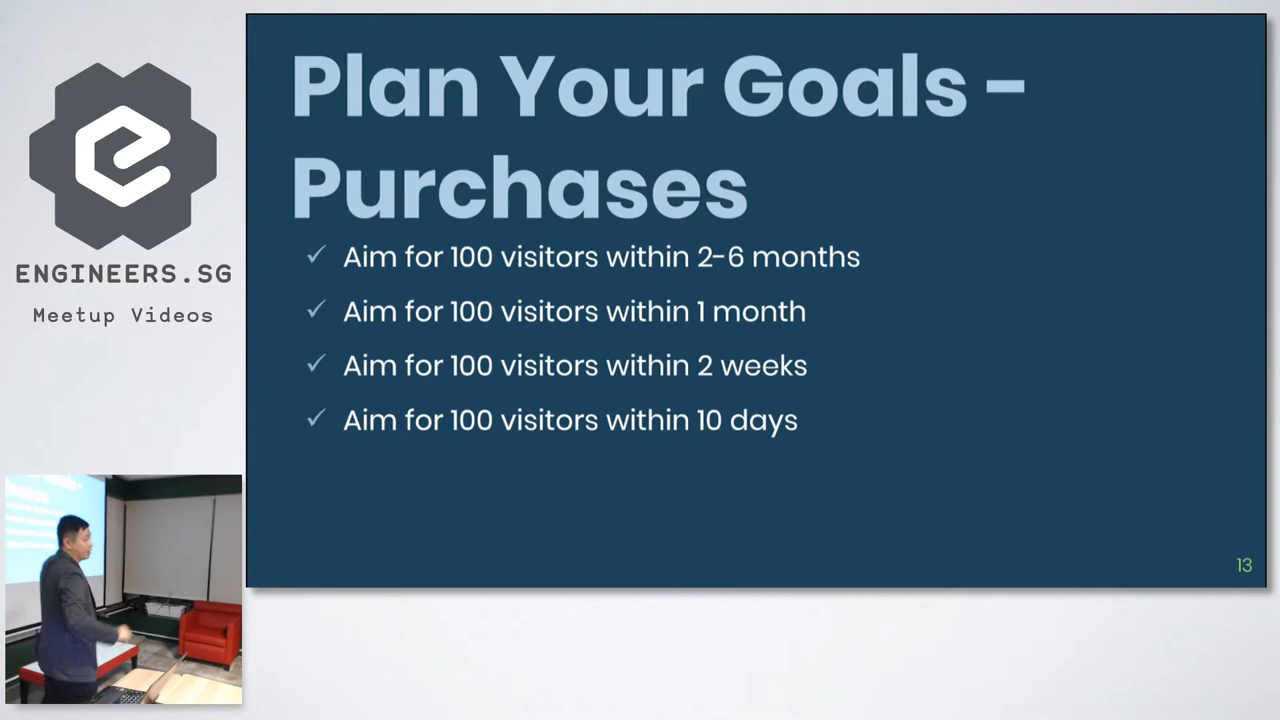 Plan Your Goals -
Purchases
✓ Aim for 100 visitors within 2-6 months
✓ Aim for 100 visitors within 1 month
✓ Aim for 100 visitors within 2 weeks
✓ Aim for 100 visitors within 10 days
13
ENGINEERS.SG
Meetup Videos